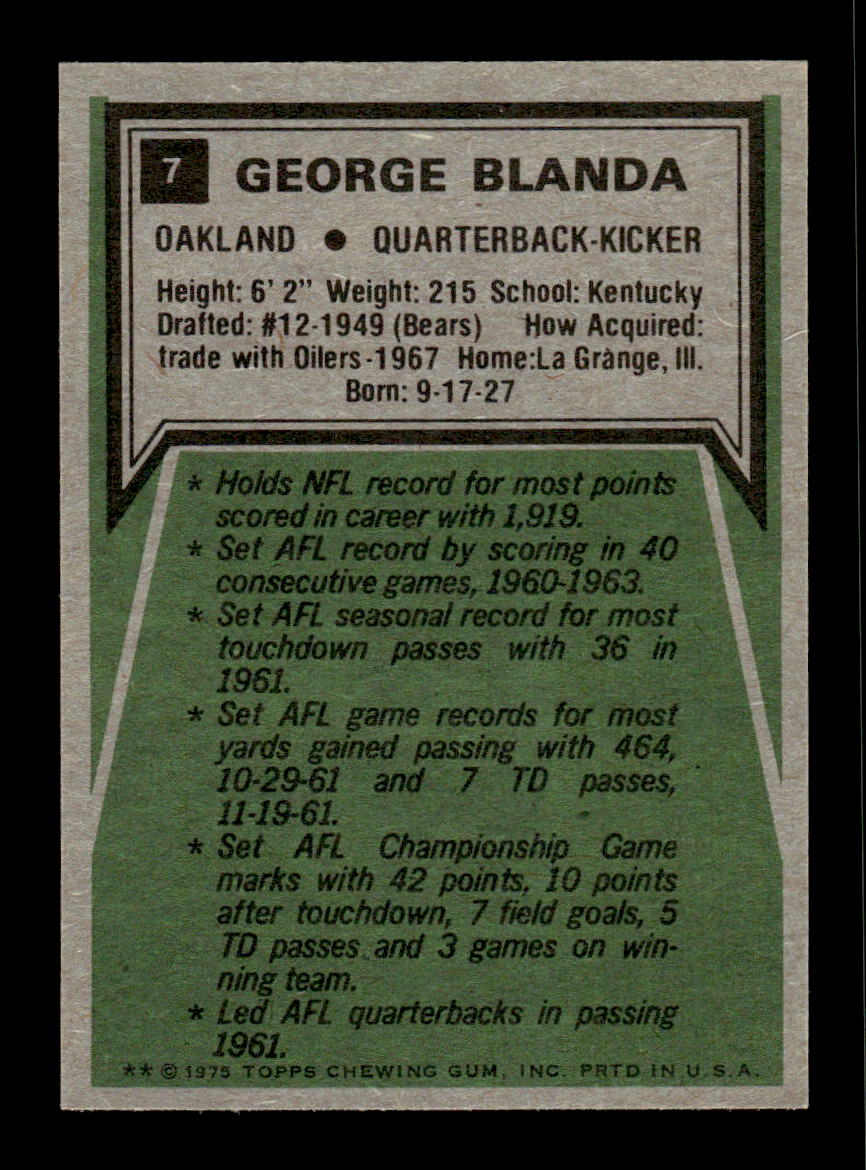 7 GEORGE BLANDA
OAKLAND ● QUARTERBACK-KICKER
Height: 6' 2" Weight: 215 School: Kentucky
Drafted: #12-1949 (Bears) How Acquired:
trade with Oilers-1967 Home:La Grange, Ill.
Born: 9-17-27
* Holds NFL record for most points
scored in career with 1,919.
* Set AFL record by scoring in 40
consecutive games, 1960-1963.
* Set AFL seasonal record for most
touchdown passes with 36 in
1961.
* Set AFL game records for most
yards gained passing with 464,
10-29-61 and 7 TD passes,
11-19-61.
* Set AFL Championship Game
marks with 42 points, 10 points
after touchdown, 7 field goals, 5
TD passes and 3 games on win-
ning team.
* Led AFL quarterbacks in passing
1961.
** © 1975 TOPPS CHEWING GUM, INC. PRTD IN U.S.A.